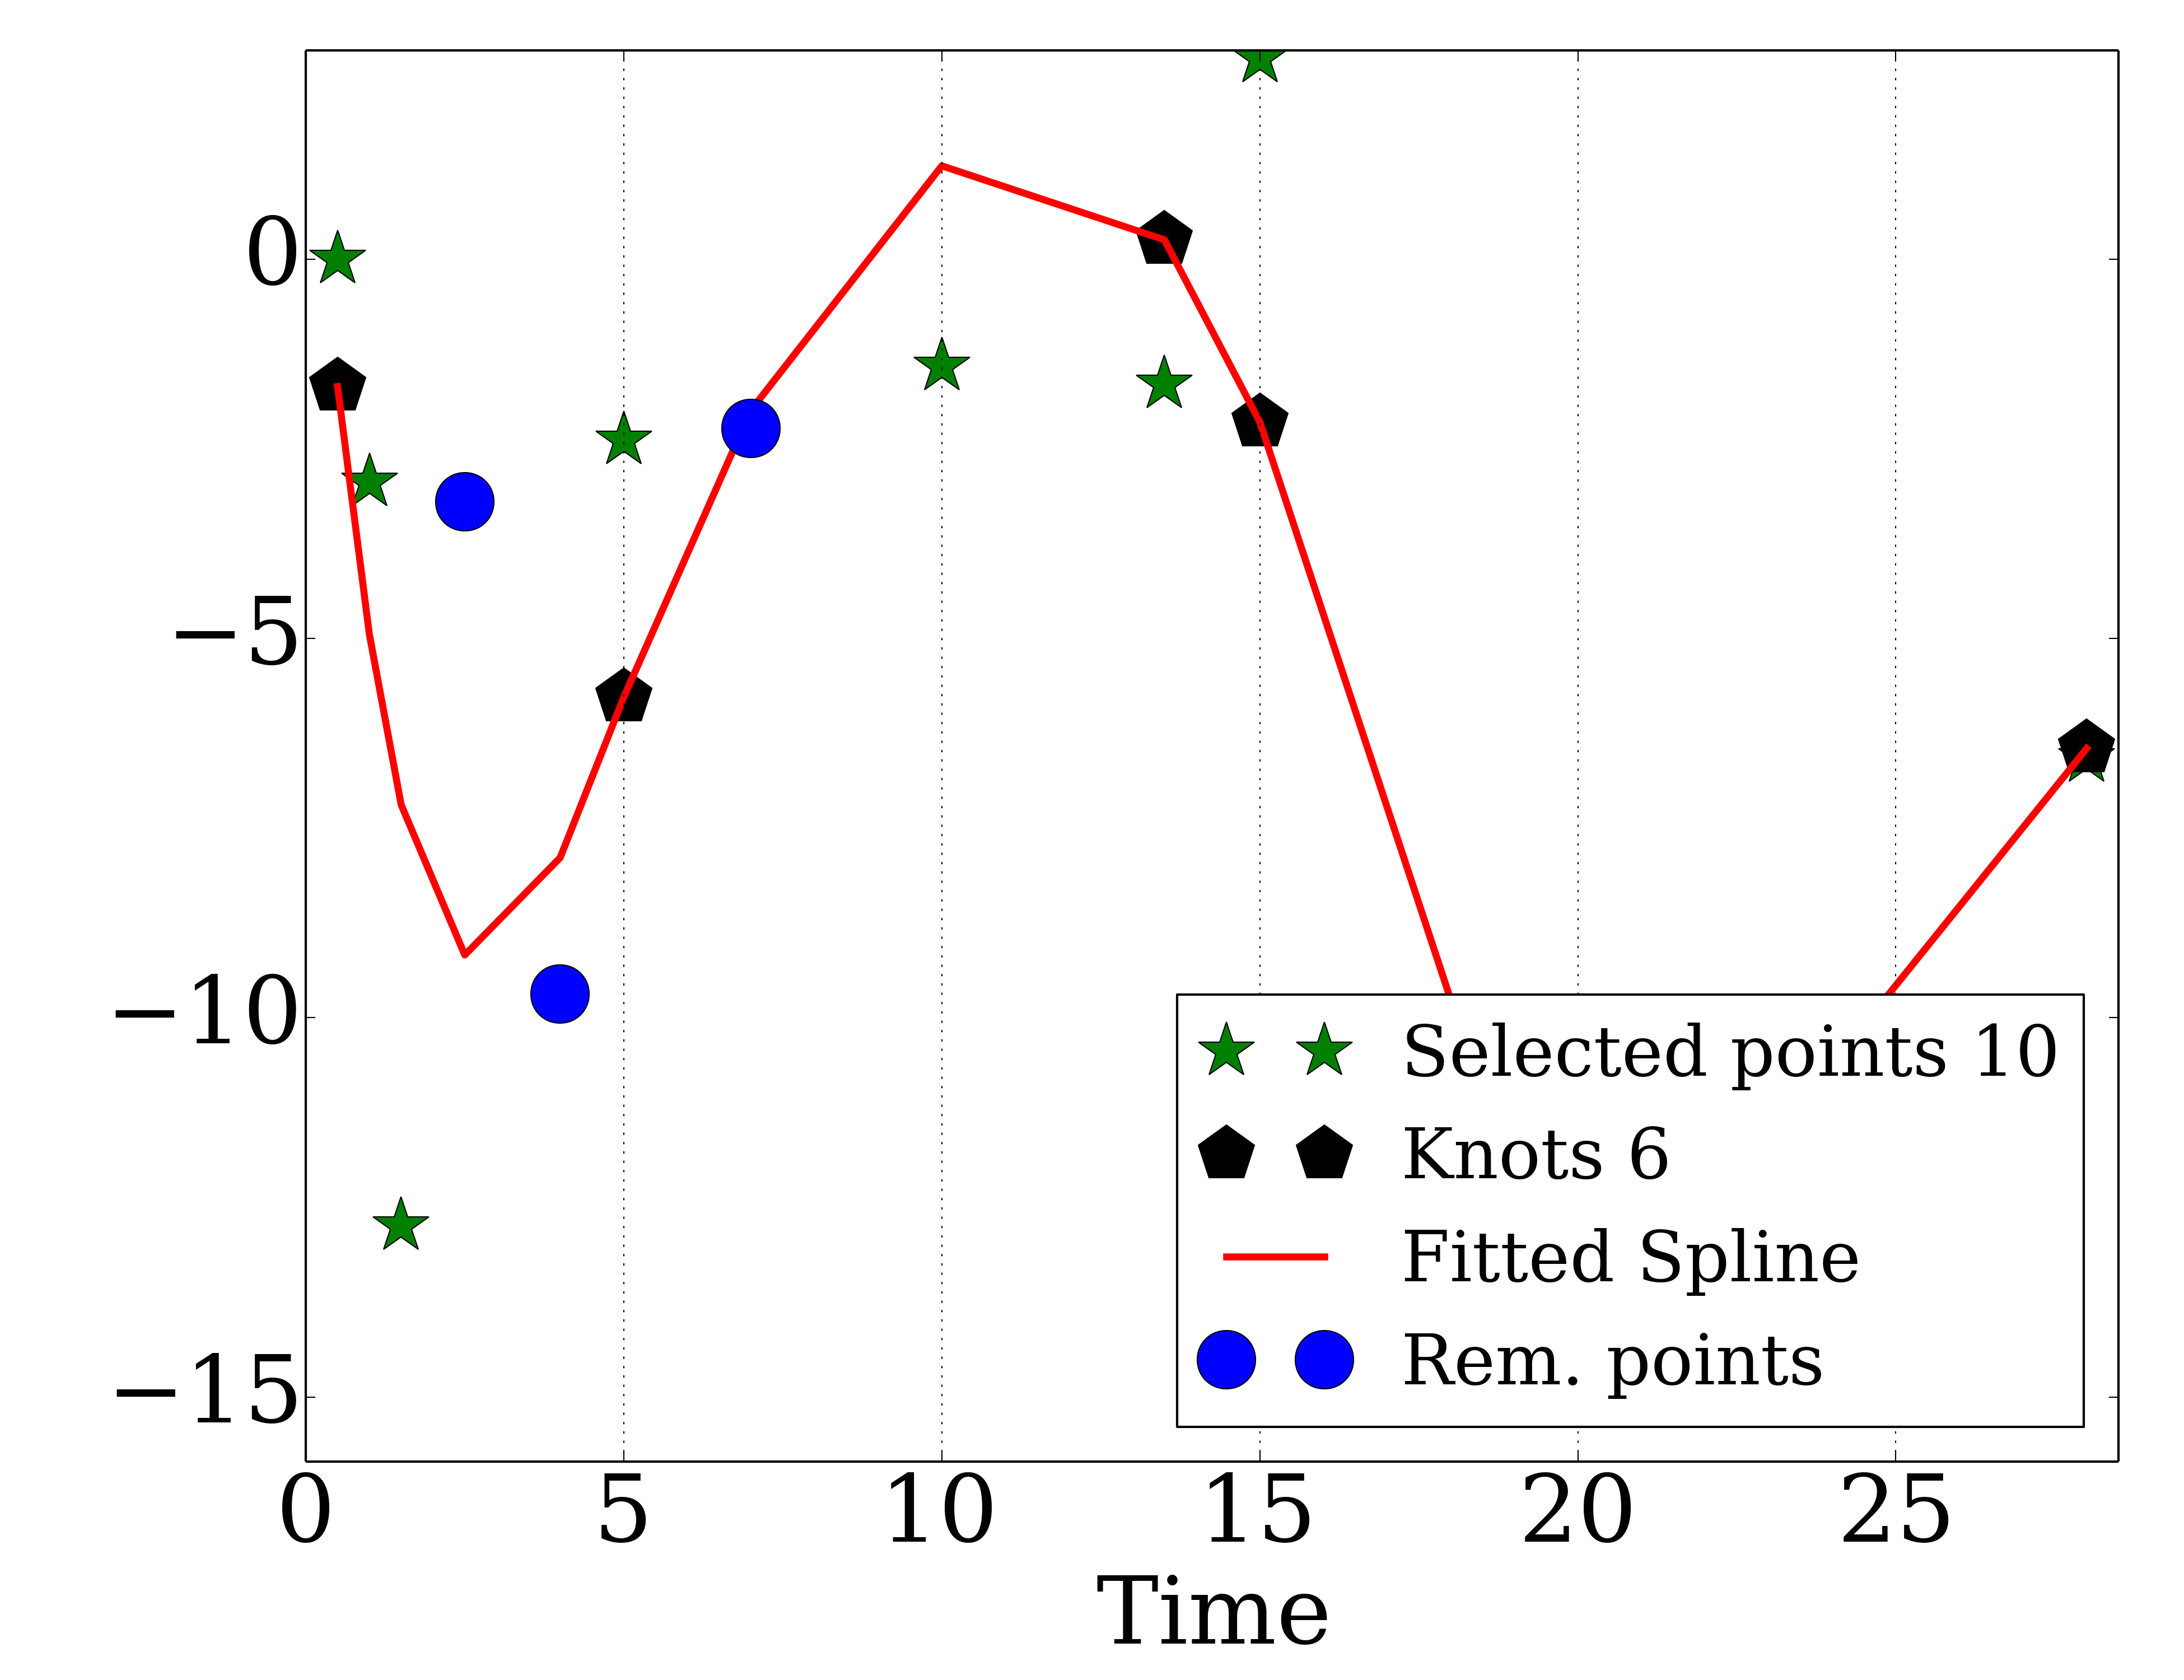 0
−5
−10
−15
0 5 10 15 20 25
Time
Selected points 10
Knots 6
Fitted Spline
Rem. points